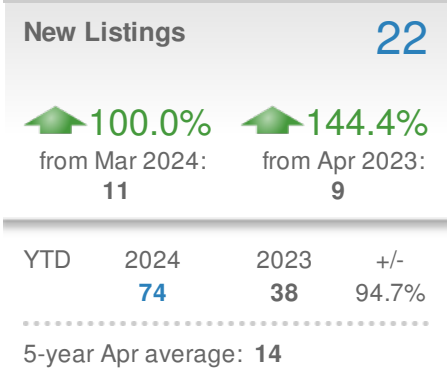 New Listings 22
100.0% 144.4%
from Mar 2024: from Apr 2023:
11 9
YTD 2024 2023 +/-
74 38 94.7%
5-year Apr average: 14